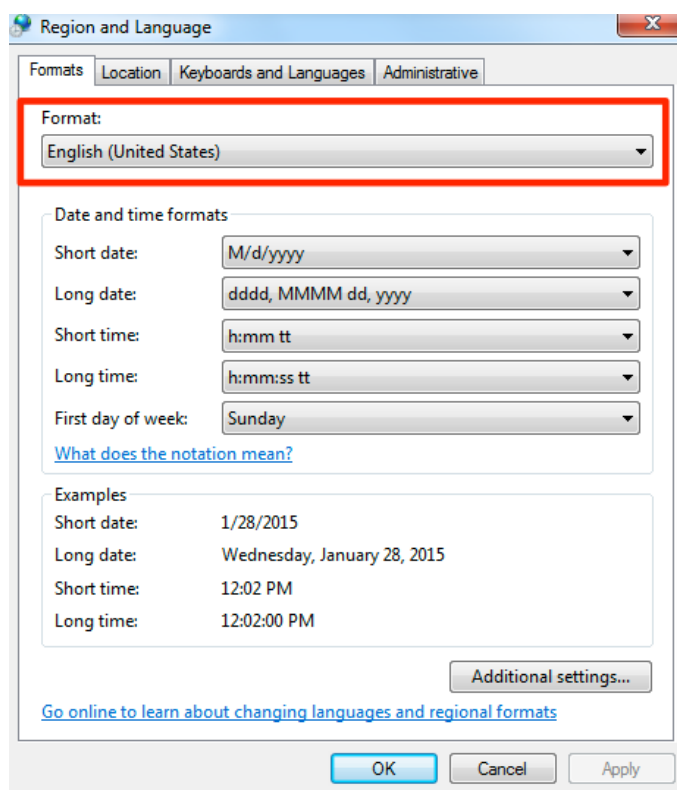 Region and Language
Formats Location Keyboards and Languages Administrative
Format:
English (United States)
Date and time formats
Short date: M/d/yyyy
Long date: dddd, MMMM dd, yyyy
Short time: h:mm tt
Long time: h:mm:ss tt
First day of week: Sunday
What does the notation mean?
Examples
Short date: 1/28/2015
Long date: Wednesday, January 28, 2015
Short time: 12:02 PM
Long time: 12:02:00 PM
Additional settings...
Go online to learn about changing languages and regional formats
OK Cancel Apply